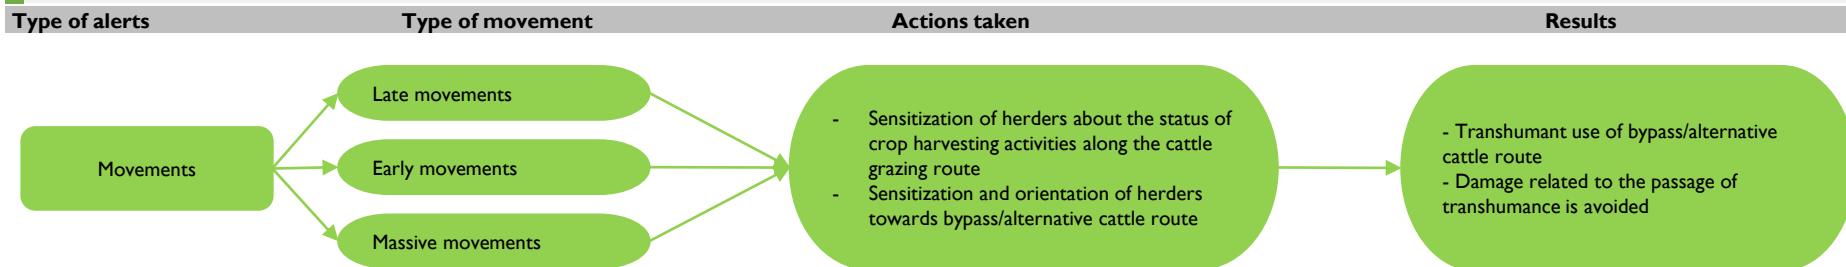 Type of alerts Type of movement Actions taken Results
Movements
Late movements
Early movements
Massive movements
- Sensitization of herders about the status of
crop harvesting activities along the cattle
grazing route
- Sensitization and orientation of herders
towards bypass/alternative cattle route
- Transhumant use of bypass/alternative
cattle route
- Damage related to the passage of
transhumance is avoided